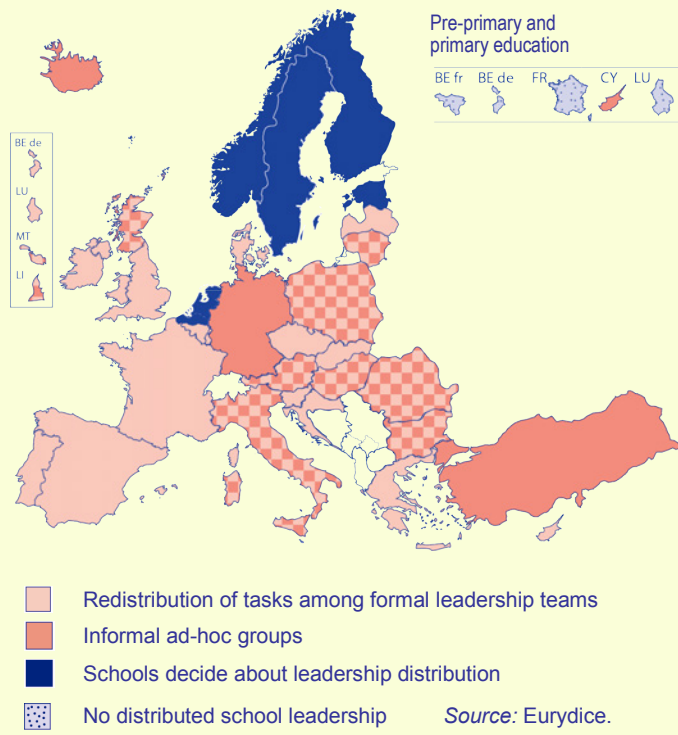 Pre-primary and
primary education
BE fr BE de FR CY LU
BE de
LU
MT
LI
Redistribution of tasks among formal leadership teams
Informal ad-hoc groups
Schools decide about leadership distribution
No distributed school leadership Source: Eurydice.